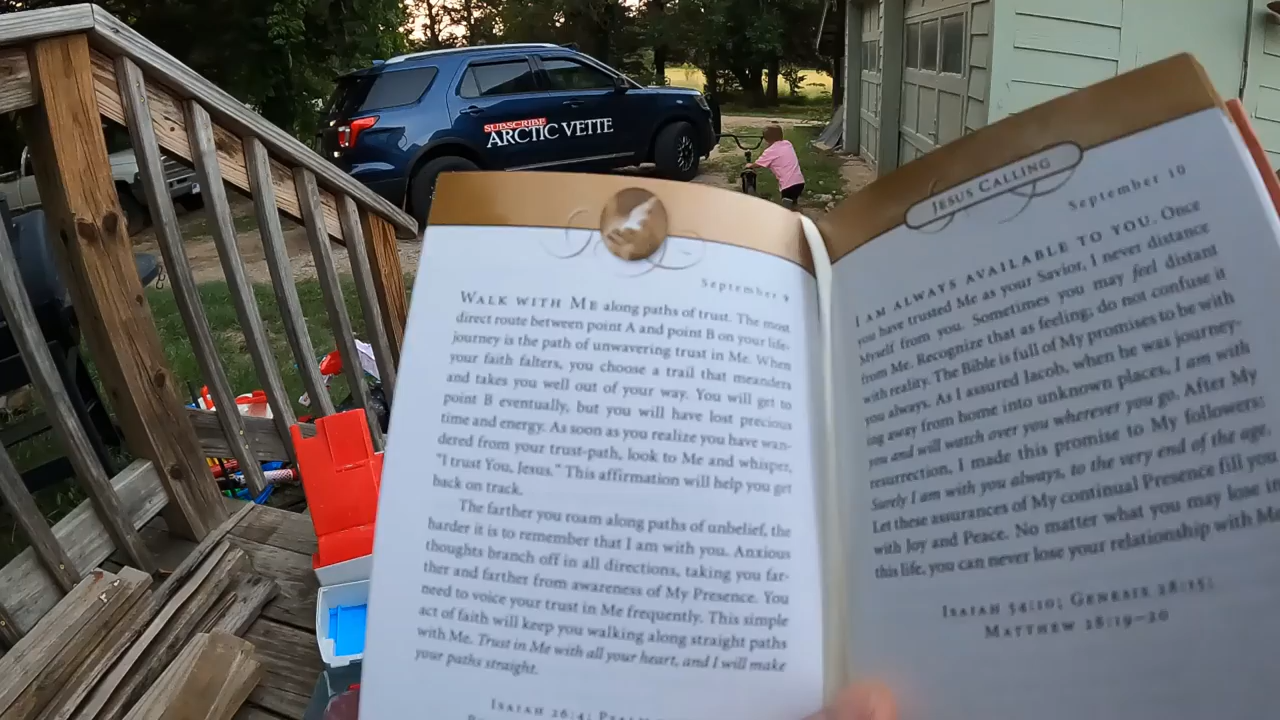 SUBSCRIBE
ARCTIC VETTE
September 9
WALK WITH ME along paths of trust. The most
direct route between point A and point B on your life-
journey is the path of unwavering trust in Me. When
your faith falters, you choose a trail that meanders
and takes you well out of your way. You will get to
point B eventually, but you will have lost precious
time and energy. As soon as you realize you have wan-
dered from your trust-path, look to Me and whisper,
"I trust You, Jesus." This affirmation will help you get
back on track.
The farther you roam along paths of unbelief, the
harder it is to remember that I am with you. Anxious
thoughts branch off in all directions, taking you far-
ther and farther from awareness of My Presence. You
need to voice your trust in Me frequently. This simple
act of faith will keep you walking along straight paths
with Me. Trust in Me with all your heart, and I will make
your paths straight.
ISAIAH 26:4;
JESUS CALLING
September 10
I AM ALWAYS AVAILABLE TO YOU. Once
you have trusted Me as your Savior, I never distance
Myself from you. Sometimes you may feel distant
from Me. Recognize that as feeling; do not confuse it
with reality. The Bible is full of My promises to be with
you always. As I assured Jacob, when he was journey-
ing away from home into unknown places, I am with
you and will watch over you wherever you go. After My
resurrection, I made this promise to My followers:
Surely I am with you always, to the very end of the age.
Let these assurances of My continual Presence fill you
with Joy and Peace. No matter what you may lose in
this life, you can never lose your relationship with Me.
ISAIAH 54:10; GENESIS 28:15;
MATTHEW 28:19–20